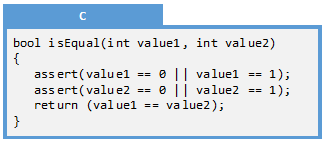 C
bool isEqual(int value1, int value2)
{
   assert(value1 == 0 || value1 == 1);
   assert(value2 == 0 || value2 == 1);
   return (value1 == value2);
}